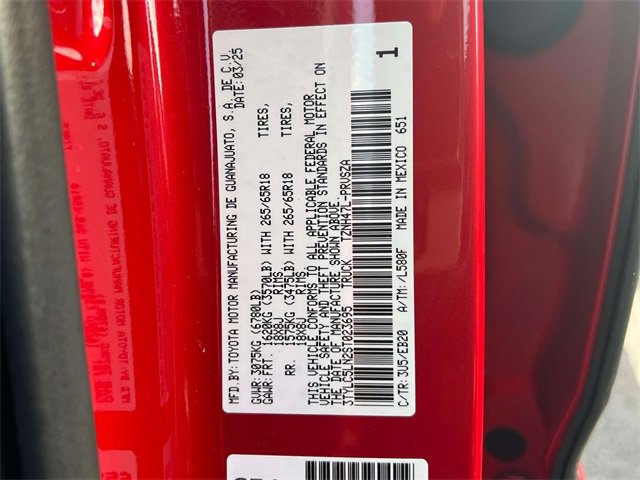 MFD.BY: TOYOTA MOTOR MANUFACTURING DE GUANAJUATO, S.A. DE C.V.
DATE:03/25
GVWR: 3075KG (6780LB)
GAWR:FRT. 1620KG (3570LB) WITH 265/65R18 TIRES,
18X8J RIMS,
RR. 1575KG (3475LB) WITH 265/65R18 TIRES,
18X8J RIMS.
THIS VEHICLE CONFORMS TO ALL APPLICABLE FEDERAL MOTOR
VEHICLE SAFETY, AND THEFT PREVENTION STANDARDS IN EFFECT ON
THE DATE OF MANUFACTURE SHOWN ABOVE.
3TYLC5LN2ST023695 TRUCK TZNH47L-PRVSZA
C/TR:3U5/EB20 A/TM:/L580F MADE IN MEXICO 651
1